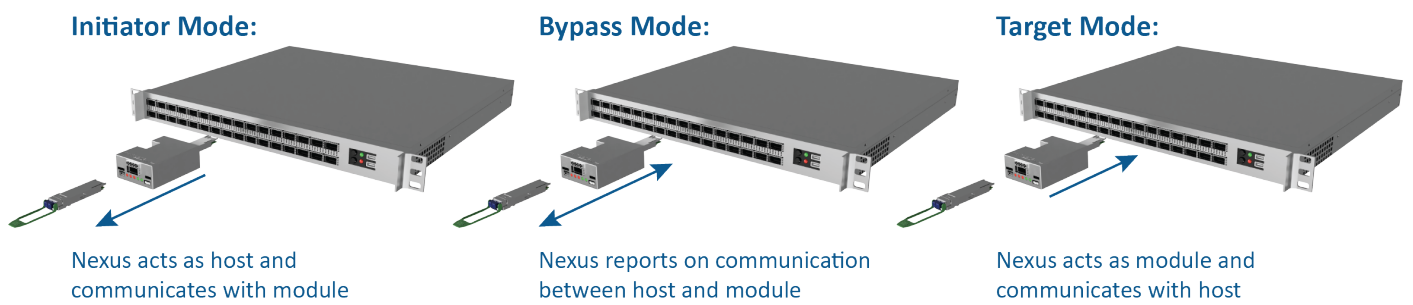 Initiator Mode:
Bypass Mode:
Target Mode:
Nexus acts as host and
communicates with module
Nexus reports on communication
between host and module
Nexus acts as module and
communicates with host